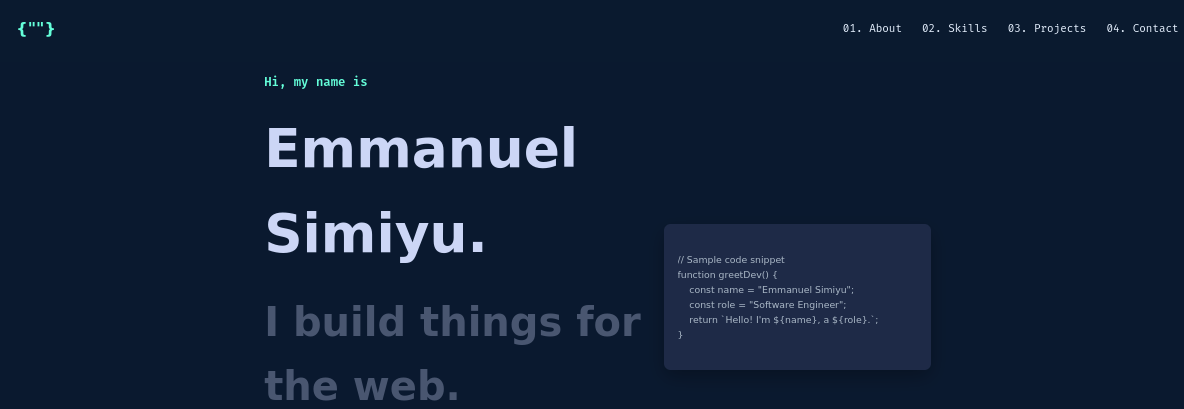 {""}
01. About 02. Skills 03. Projects 04. Contact
Hi, my name is
Emmanuel
Simiyu.
I build things for
the web.
// Sample code snippet
function greetDev() {
    const name = "Emmanuel Simiyu";
    const role = "Software Engineer";
    return `Hello! I'm ${name}, a ${role}.`;
}